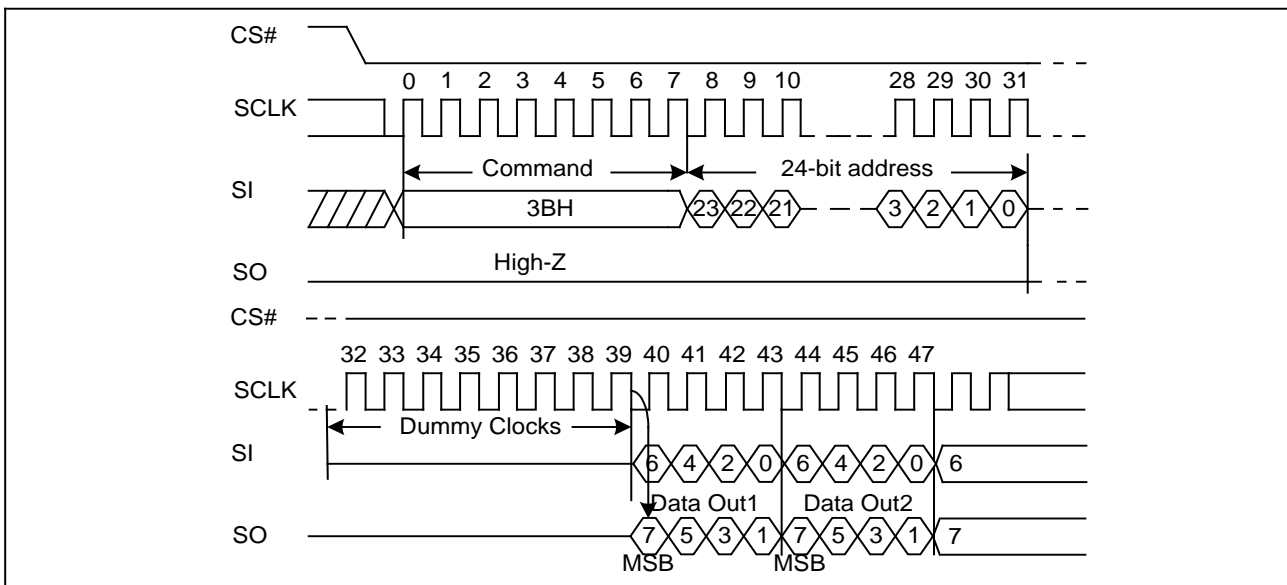 CS#
0 1 2 3 4 5 6 7 8 9 10 28 29 30 31
SCLK
Command 24-bit address
SI
3BH 23 22 21 3 2 1 0
High-Z
SO
CS#
32 33 34 35 36 37 38 39 40 41 42 43 44 45 46 47
SCLK
Dummy Clocks
SI
6 4 2 0 6 4 2 0 6
Data Out1 Data Out2
SO
7 5 3 1 7 5 3 1 7
MSB MSB